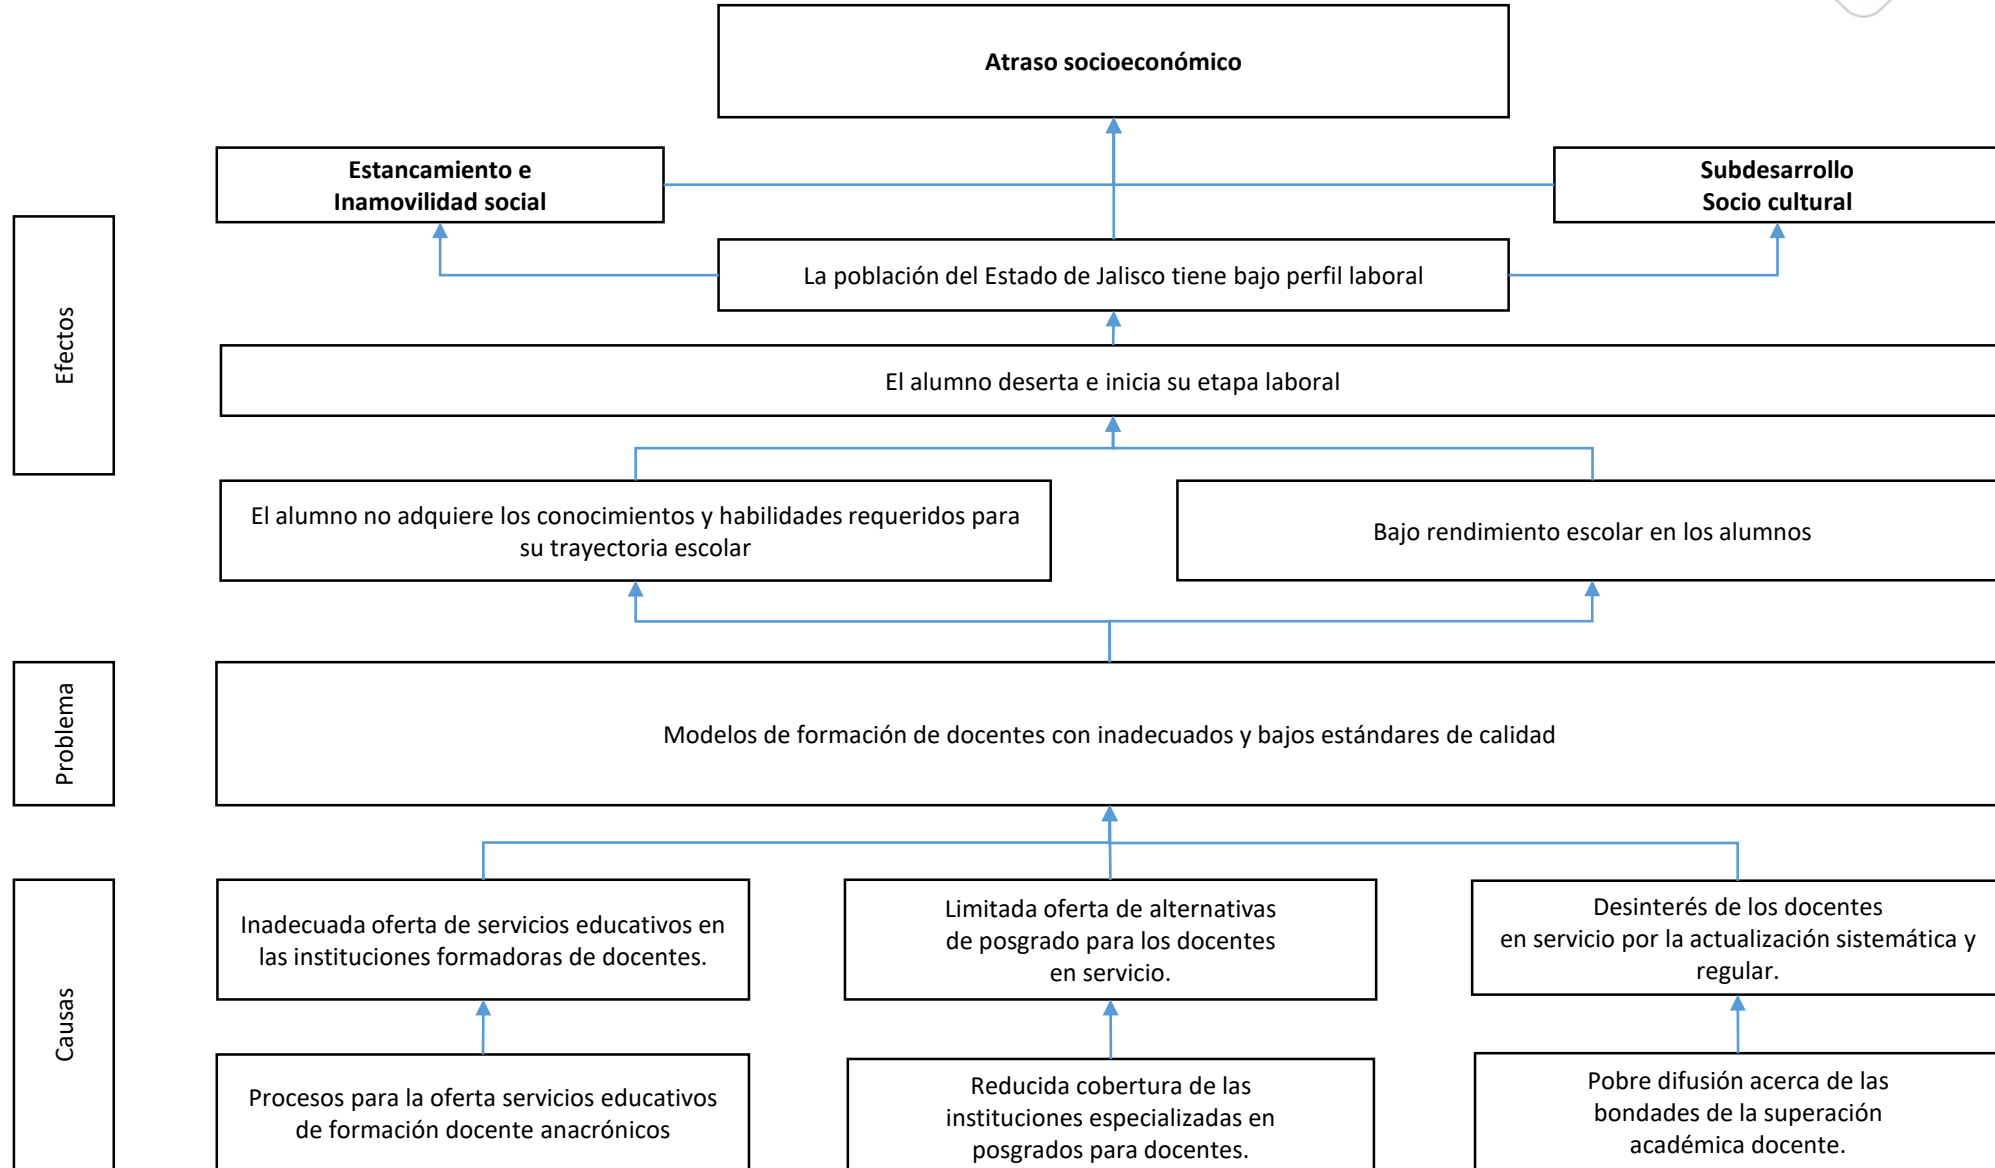 Atraso socioeconómico
Estancamiento e
Inamovilidad social
Subdesarrollo
Socio cultural
La población del Estado de Jalisco tiene bajo perfil laboral
Efectos
El alumno deserta e inicia su etapa laboral
El alumno no adquiere los conocimientos y habilidades requeridos para
su trayectoria escolar
Bajo rendimiento escolar en los alumnos
Problema
Modelos de formación de docentes con inadecuados y bajos estándares de calidad
Causas
Inadecuada oferta de servicios educativos en
las instituciones formadoras de docentes.
Limitada oferta de alternativas
de posgrado para los docentes
en servicio.
Desinterés de los docentes
en servicio por la actualización sistemática y
regular.
Procesos para la oferta servicios educativos
de formación docente anacrónicos
Reducida cobertura de las
instituciones especializadas en
posgrados para docentes.
Pobre difusión acerca de las
bondades de la superación
académica docente.